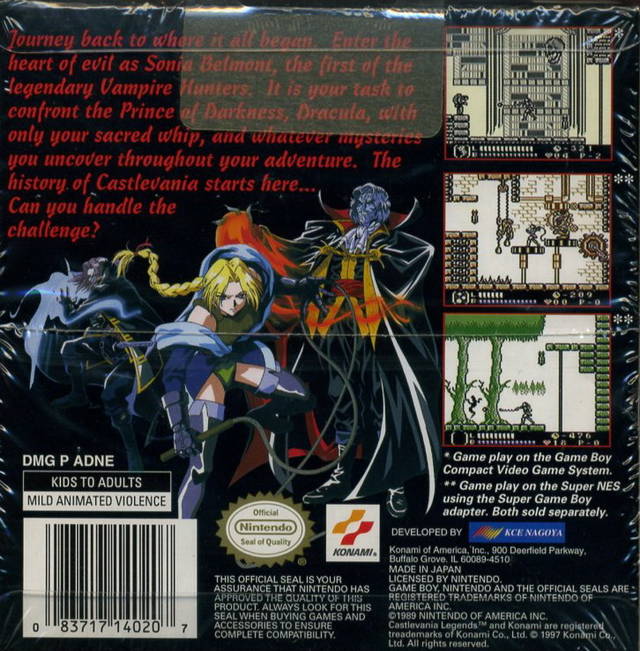 Journey back to where it all began. Enter the
heart of evil as Sonia Belmont, the first of the
legendary Vampire Hunters. It is your task to
confront the Prince of Darkness, Dracula, with
only your sacred whip, and whatever mysteries
you uncover throughout your adventure. The
history of Castlevania starts here...
Can you handle the
challenge?
*
P-2
**
-209
P-0
**
-476
18 P-0
* Game play on the Game Boy
Compact Video Game System.
** Game play on the Super NES
using the Super Game Boy
adapter. Both sold separately.
DMG P ADNE
KIDS TO ADULTS
MILD ANIMATED VIOLENCE
0 83717 14020 7
Official
Nintendo
Seal of Quality
KONAMI®
THIS OFFICIAL SEAL IS YOUR
ASSURANCE THAT NINTENDO HAS
APPROVED THE QUALITY OF THIS
PRODUCT. ALWAYS LOOK FOR THIS
SEAL WHEN BUYING GAMES AND
ACCESSORIES TO ENSURE
COMPLETE COMPATIBILITY.
DEVELOPED BY KCE NAGOYA
Konami of America, Inc., 900 Deerfield Parkway,
Buffalo Grove. IL 60089-4510
MADE IN JAPAN
LICENSED BY NINTENDO.
GAME BOY, NINTENDO AND THE OFFICIAL SEALS ARE
REGISTERED TRADEMARKS OF NINTENDO OF
AMERICA INC.
©1989 NINTENDO OF AMERICA INC.
Castlevania Legends™ and Konami are registered
treademarks of Konami Co., Ltd. © 1997 Konami Co.,
Ltd. All rights reserved.